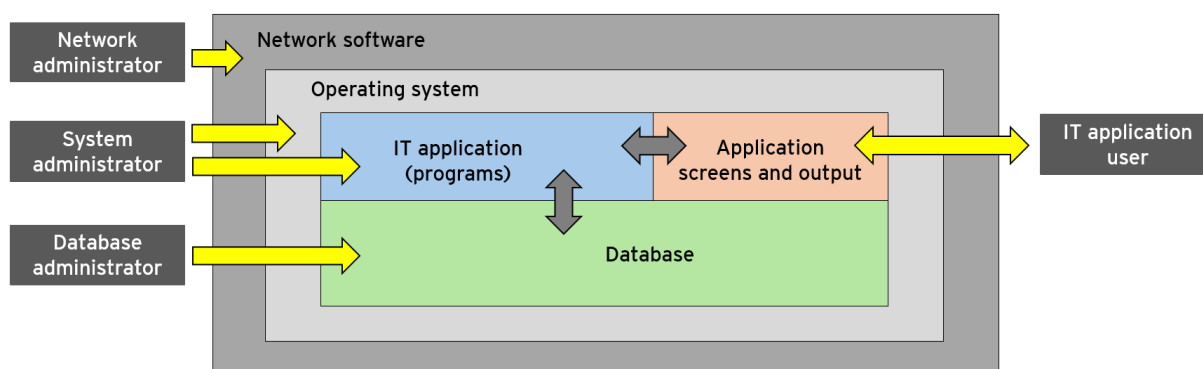 Network
administrator
System
administrator
Database
administrator
Network software
Operating system
IT application
(programs)
Application
screens and output
Database
IT application
user